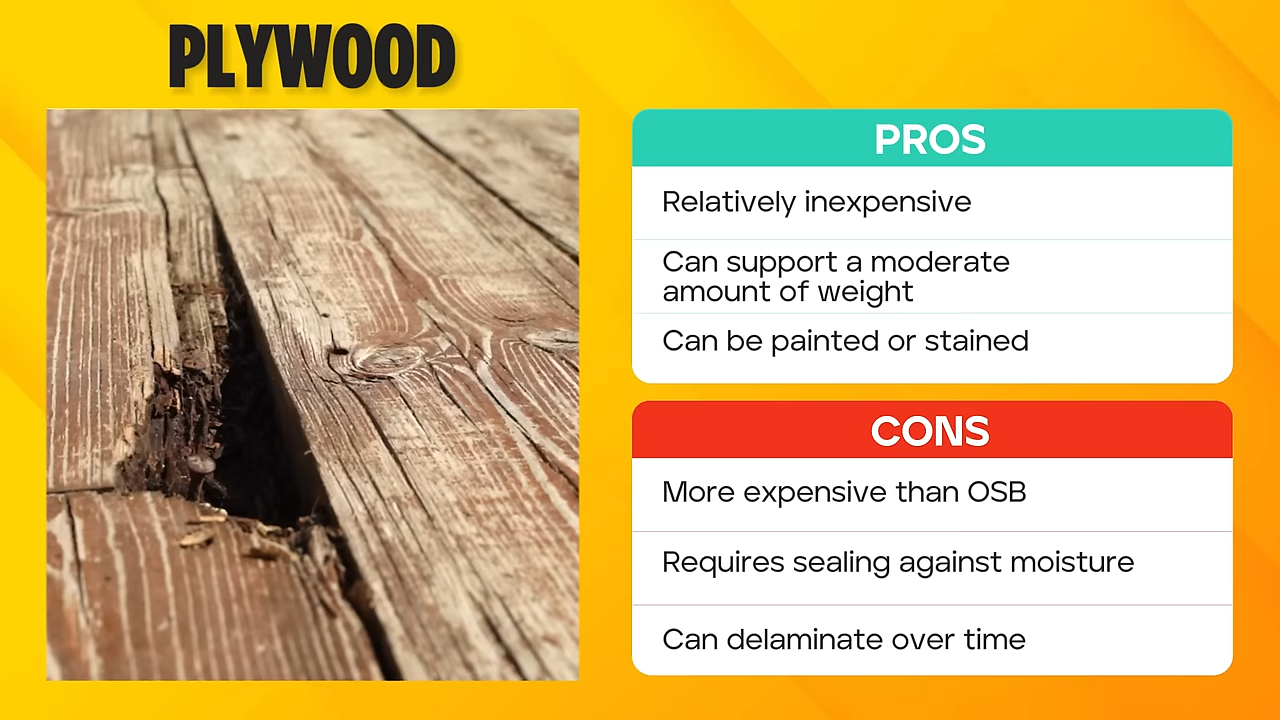 PLYWOOD
PROS
Relatively inexpensive
Can support a moderate
amount of weight
Can be painted or stained
CONS
More expensive than OSB
Requires sealing against moisture
Can delaminate over time